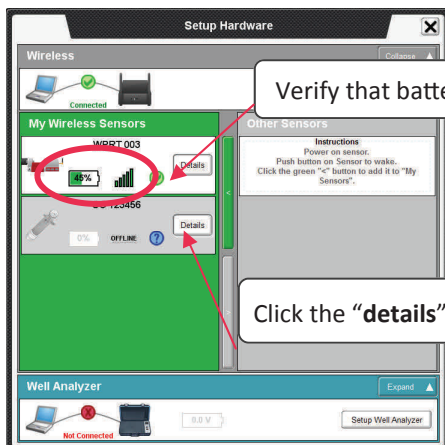 Setup Hardware
Wireless
Collapse
Connected
Verify that batte
My Wireless Sensors
Other Sensors
WPRT 003
45%
Details
Instructions
Power on sensor.
Push button on Sensor to wake.
Click the green "<" button to add it to "My
Sensors".
<
123456
0%
OFFLINE
?
Details
Click the “details”
Well Analyzer
Expand
X
Not Connected
0.0 V
Setup Well Analyzer